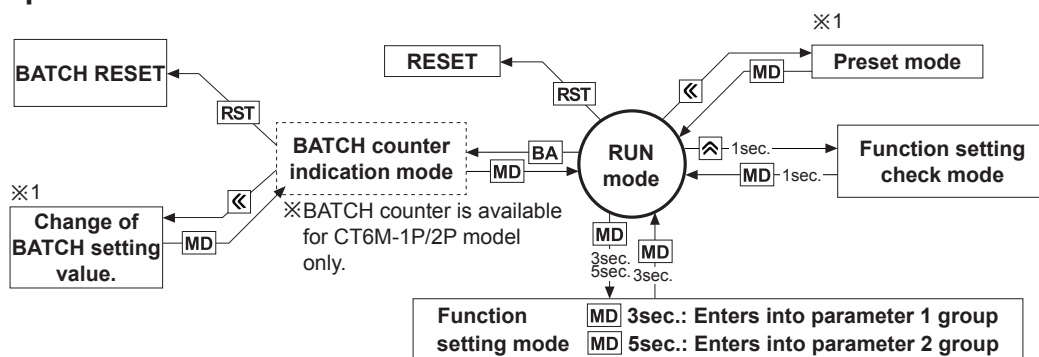 ※1
BATCH RESET
RESET
Preset mode
«
MD
RST
RST
BATCH counter
indication mode
BA
MD
RUN
mode
︽ 1sec.
MD 1sec.
Function setting
check mode
※1
«
MD
Change of
BATCH setting
value.
※BATCH counter is available
for CT6M-1P/2P model
only.
MD
3sec.
5sec.
MD
3sec.
Function MD 3sec.: Enters into parameter 1 group
setting mode MD 5sec.: Enters into parameter 2 group